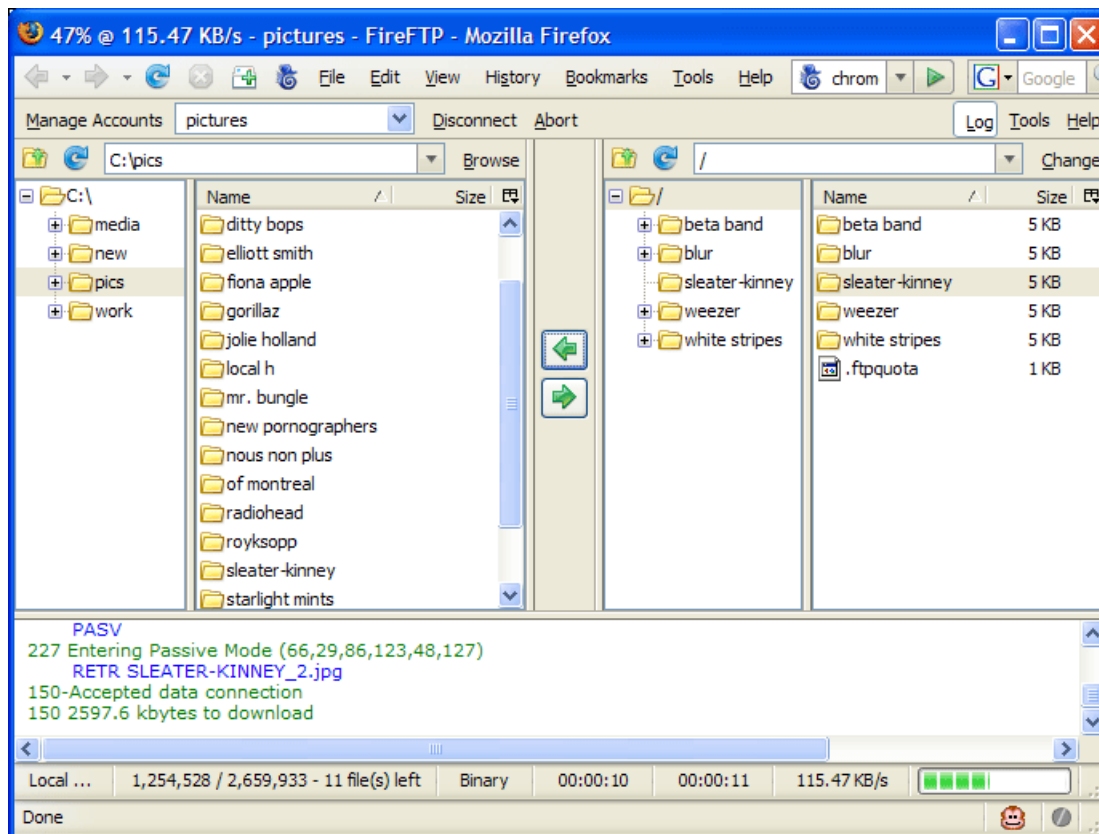 47% @ 115.47 KB/s - pictures - FireFTP - Mozilla Firefox
File Edit View History Bookmarks Tools Help chrom G Google
Manage Accounts pictures Disconnect Abort Log Tools Help
C:\pics Browse / Change
C:\
media
new
pics
work
Name Size
ditty bops
elliott smith
fiona apple
gorillaz
jolie holland
local h
mr. bungle
new pornographers
nous non plus
of montreal
radiohead
royksopp
sleater-kinney
starlight mints
/
beta band
blur
sleater-kinney
weezer
white stripes
Name Size
beta band 5 KB
blur 5 KB
sleater-kinney 5 KB
weezer 5 KB
white stripes 5 KB
.ftpquota 1 KB
PASV
227 Entering Passive Mode (66,29,86,123,48,127)
RETR SLEATER-KINNEY_2.jpg
150-Accepted data connection
150 2597.6 kbytes to download
Local ... 1,254,528 / 2,659,933 - 11 file(s) left Binary 00:00:10 00:00:11 115.47 KB/s
Done